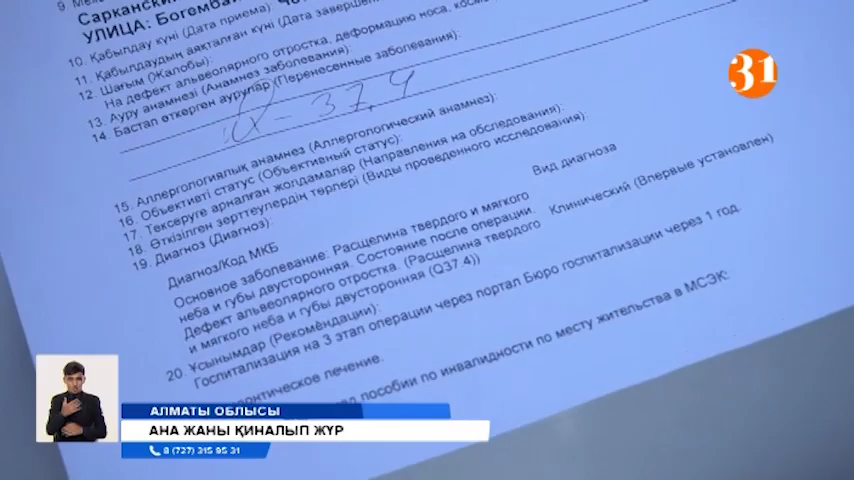 Сарканский
УЛИЦА: Богембай
10. Қабылдау күні (Дата приема):
11. Қабылдаудың аяқталған күні (Дата завершен
12. Шағым (Жалобы):
На дефект альвеолярного отростка, деформацию носа, косм
13. Ауру анамнезі (Анамнез заболевания):
14. Бастан өткерген аурулар (Перенесенные заболевания):
- 37,4
15. Аллергологиялық анамнез (Аллергологический анамнез):
16. Объективті статус (Объективный статус):
17. Тексеруге арналған жолдамалар (Направления на обследования):
18. Өткізілген зерттеулердің түрлері (Виды проведенного исследования):
19. Диагноз (Диагноз):
Диагноз/Код МКБ
Вид диагноза
Основное заболевание: Расщелина твердого и мягкого
Клинический (Впервые установлен)
неба и губы двусторонняя. Состояние после операции.
Дефект альвеолярного отростка. (Расщелина твердого
и мягкого неба и губы двусторонняя (Q37.4))
20. Ұсынымдар (Рекомендации):
Госпитализация на 3 этап операции через портал Бюро госпитализации через 1 год.
лечение.
пособии по инвалидности по месту жительства в МСЭК:
31
АЛМАТЫ ОБЛЫСЫ
АНА ЖАНЫ ҚИНАЛЫП ЖҮР
8 (727) 315 95 31